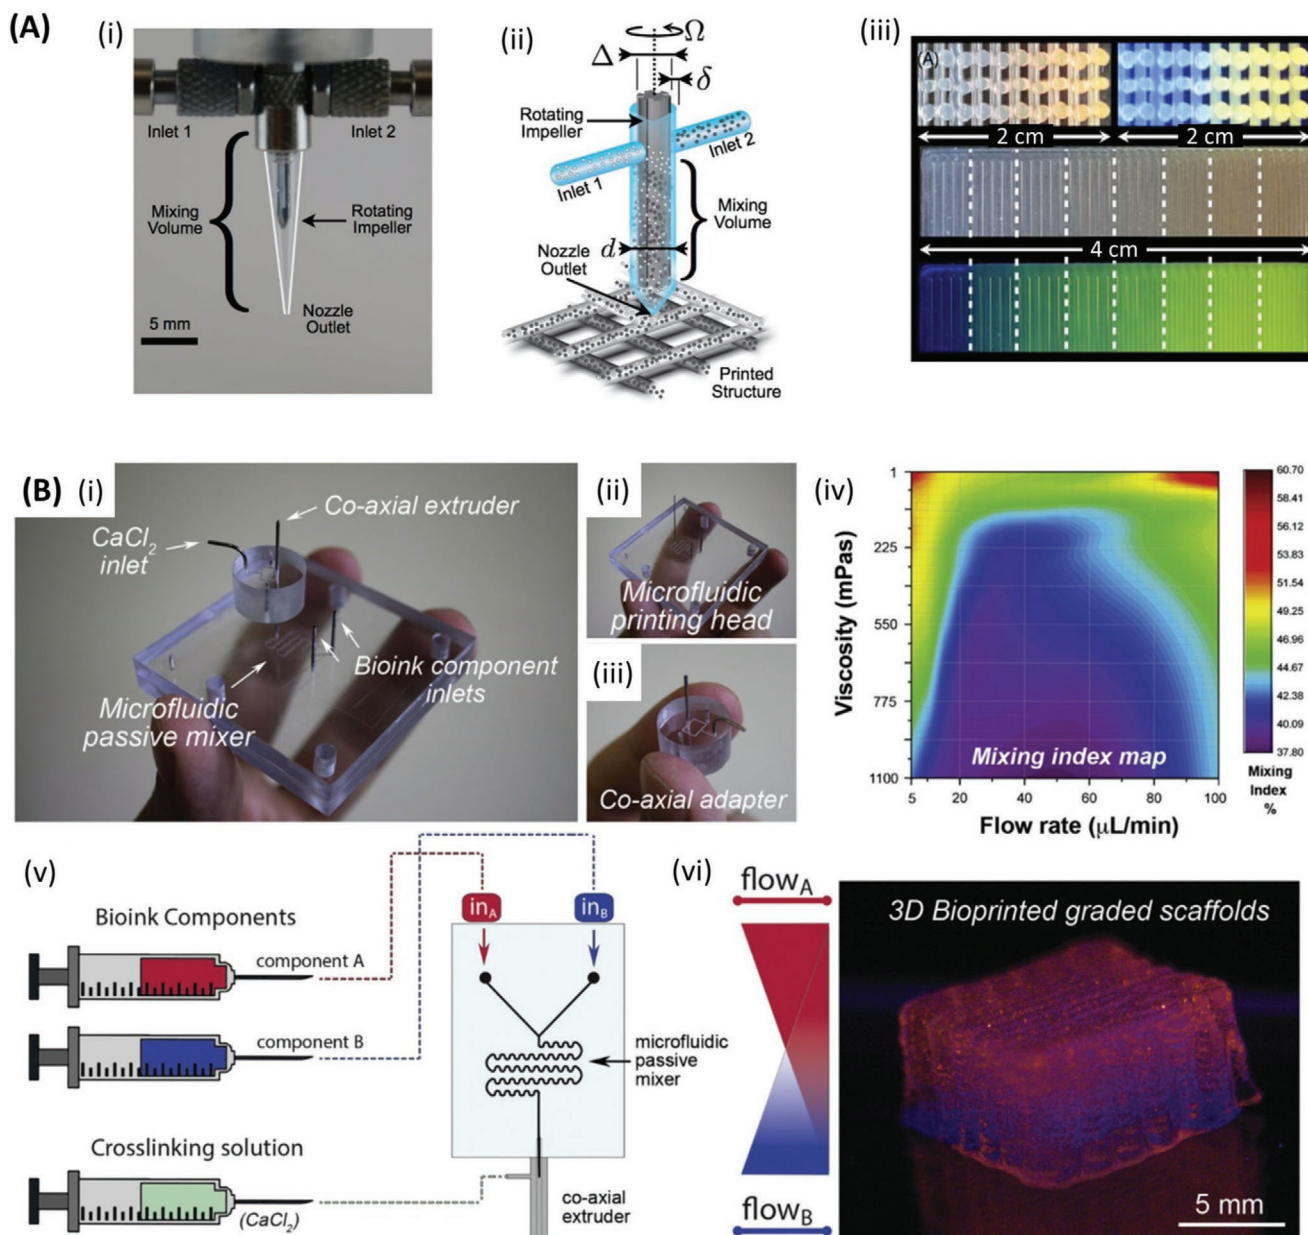 (A)
(i)
Inlet 1
Inlet 2
Mixing
Volume
Rotating
Impeller
Nozzle
Outlet
5 mm
(ii)
Ω
Δ
δ
Rotating
Impeller
Inlet 2
Inlet 1
Mixing
Volume
d
Nozzle
Outlet
Printed
Structure
(iii)
(A)
2 cm
2 cm
4 cm
(B)
(i)
Co-axial extruder
CaCl₂
inlet
Bioink component
inlets
Microfluidic
passive mixer
(ii)
Microfluidic
printing head
(iii)
Co-axial adapter
(iv)
Viscosity (mPas)
1
225
550
775
1100
Mixing index map
5
20
40
60
80
100
Flow rate (μL/min)
60.70
58.41
56.12
53.83
51.54
49.25
46.96
44.67
42.38
40.09
37.80
Mixing
Index
%
(v)
Bioink Components
component A
component B
Crosslinking solution
(CaCl₂)
in_A
in_B
microfluidic
passive
mixer
co-axial
extruder
(vi)
flow_A
flow_B
3D Bioprinted graded scaffolds
5 mm